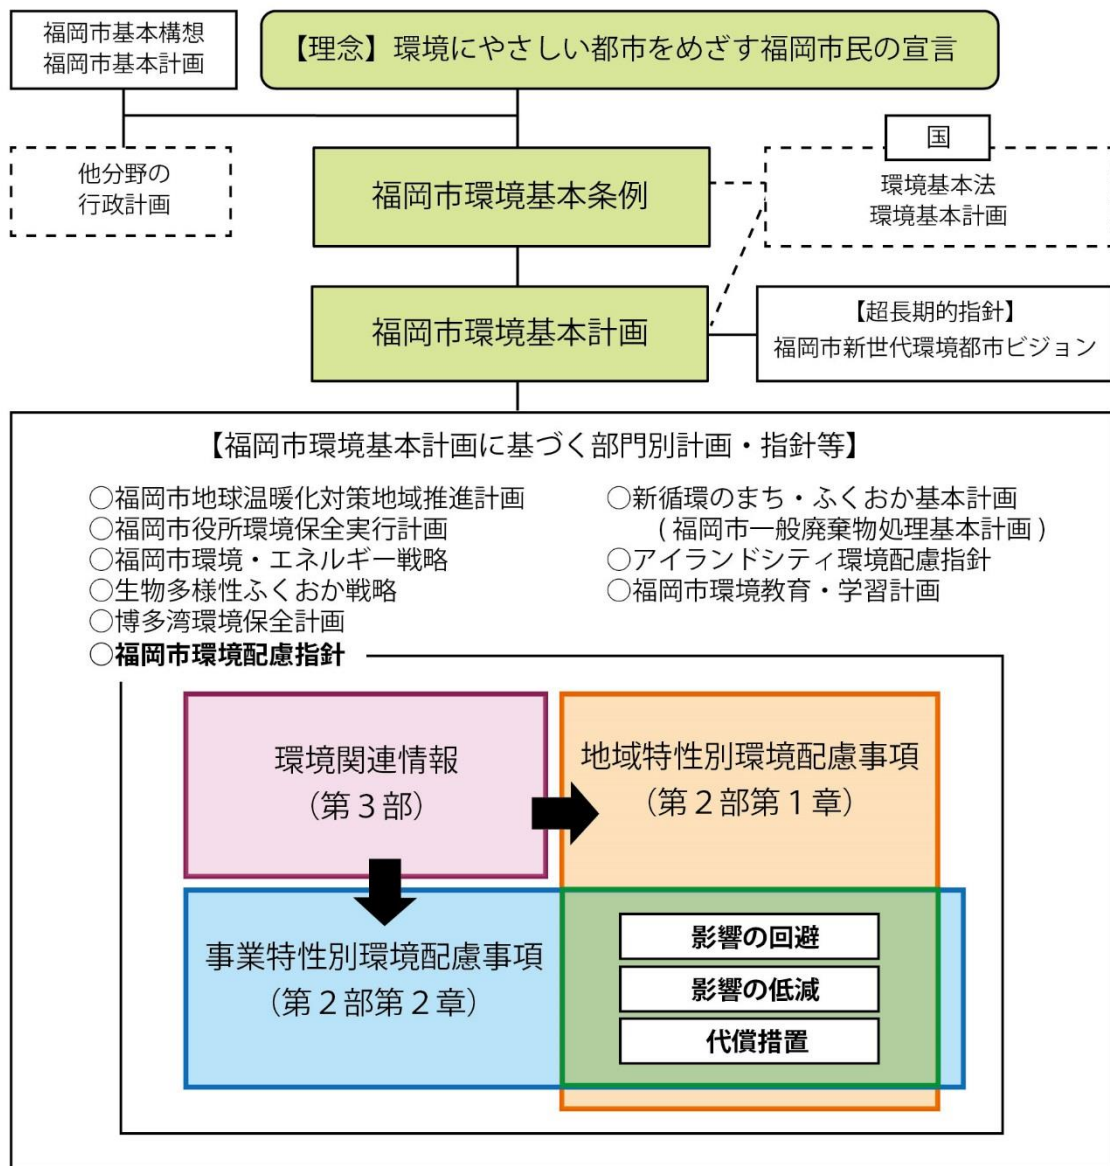 福岡市基本構想
福岡市基本計画
【理念】環境にやさしい都市をめざす福岡市民の宣言
他分野の
行政計画
福岡市環境基本条例
国
環境基本法
環境基本計画
福岡市環境基本計画
【超長期的指針】
福岡市新世代環境都市ビジョン
【福岡市環境基本計画に基づく部門別計画・指針等】
○福岡市地球温暖化対策地域推進計画
○福岡市役所環境保全実行計画
○福岡市環境・エネルギー戦略
○生物多様性ふくおか戦略
○博多湾環境保全計画
○福岡市環境配慮指針
○新循環のまち・ふくおか基本計画
(福岡市一般廃棄物処理基本計画)
○アイランドシティ環境配慮指針
○福岡市環境教育・学習計画
環境関連情報
（第３部）
地域特性別環境配慮事項
（第２部第１章）
事業特性別環境配慮事項
（第２部第２章）
影響の回避
影響の低減
代償措置